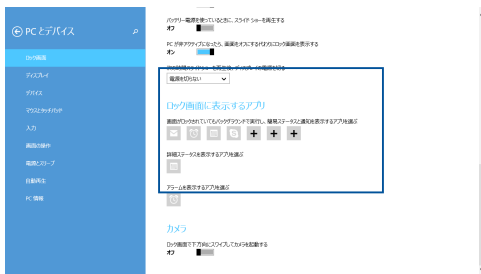 PC とデバイス
ロック画面
ディスプレイ
デバイス
マウスとタッチパッド
入力
画面の操作
電源とスリープ
自動再生
PC 情報
バッテリー電源を使っているときに、スライド ショーを再生する
オフ
PC が非アクティブになったら、画面をオフにする代わりにロック画面を表示する
オン
電源を切らない
ロック画面に表示するアプリ
画面がロックされていてもバックグラウンドで実行し、簡易ステータスと通知を表示するアプリを選ぶ
詳細ステータスを表示するアプリを選ぶ
アラームを表示するアプリを選ぶ
カメラ
ロック画面で下方向にスワイプしてカメラを起動する
オフ